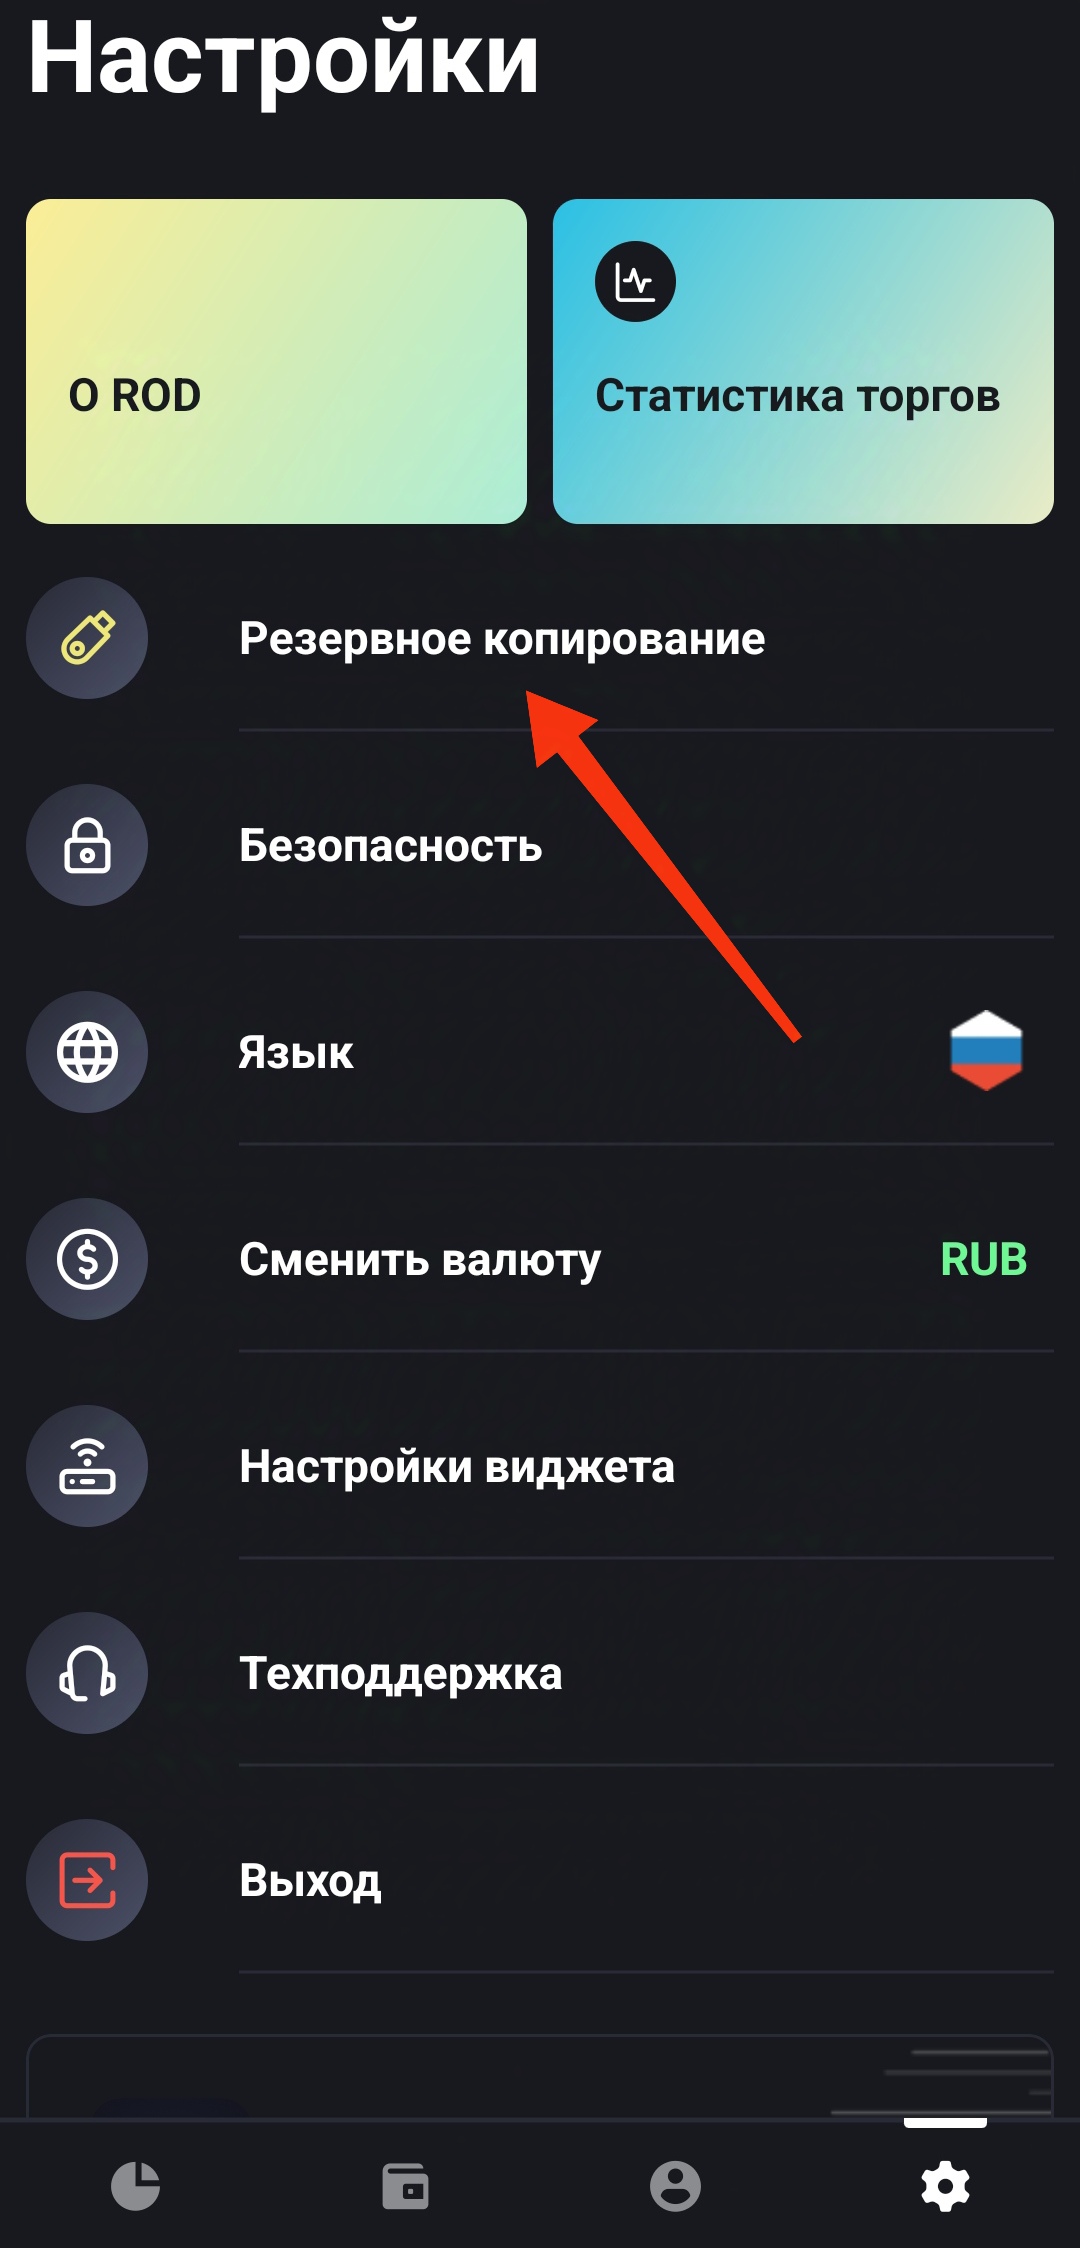 Настройки
О ROD
Статистика торгов
Резервное копирование
Безопасность
Язык
Сменить валюту
RUB
Настройки виджета
Техподдержка
Выход